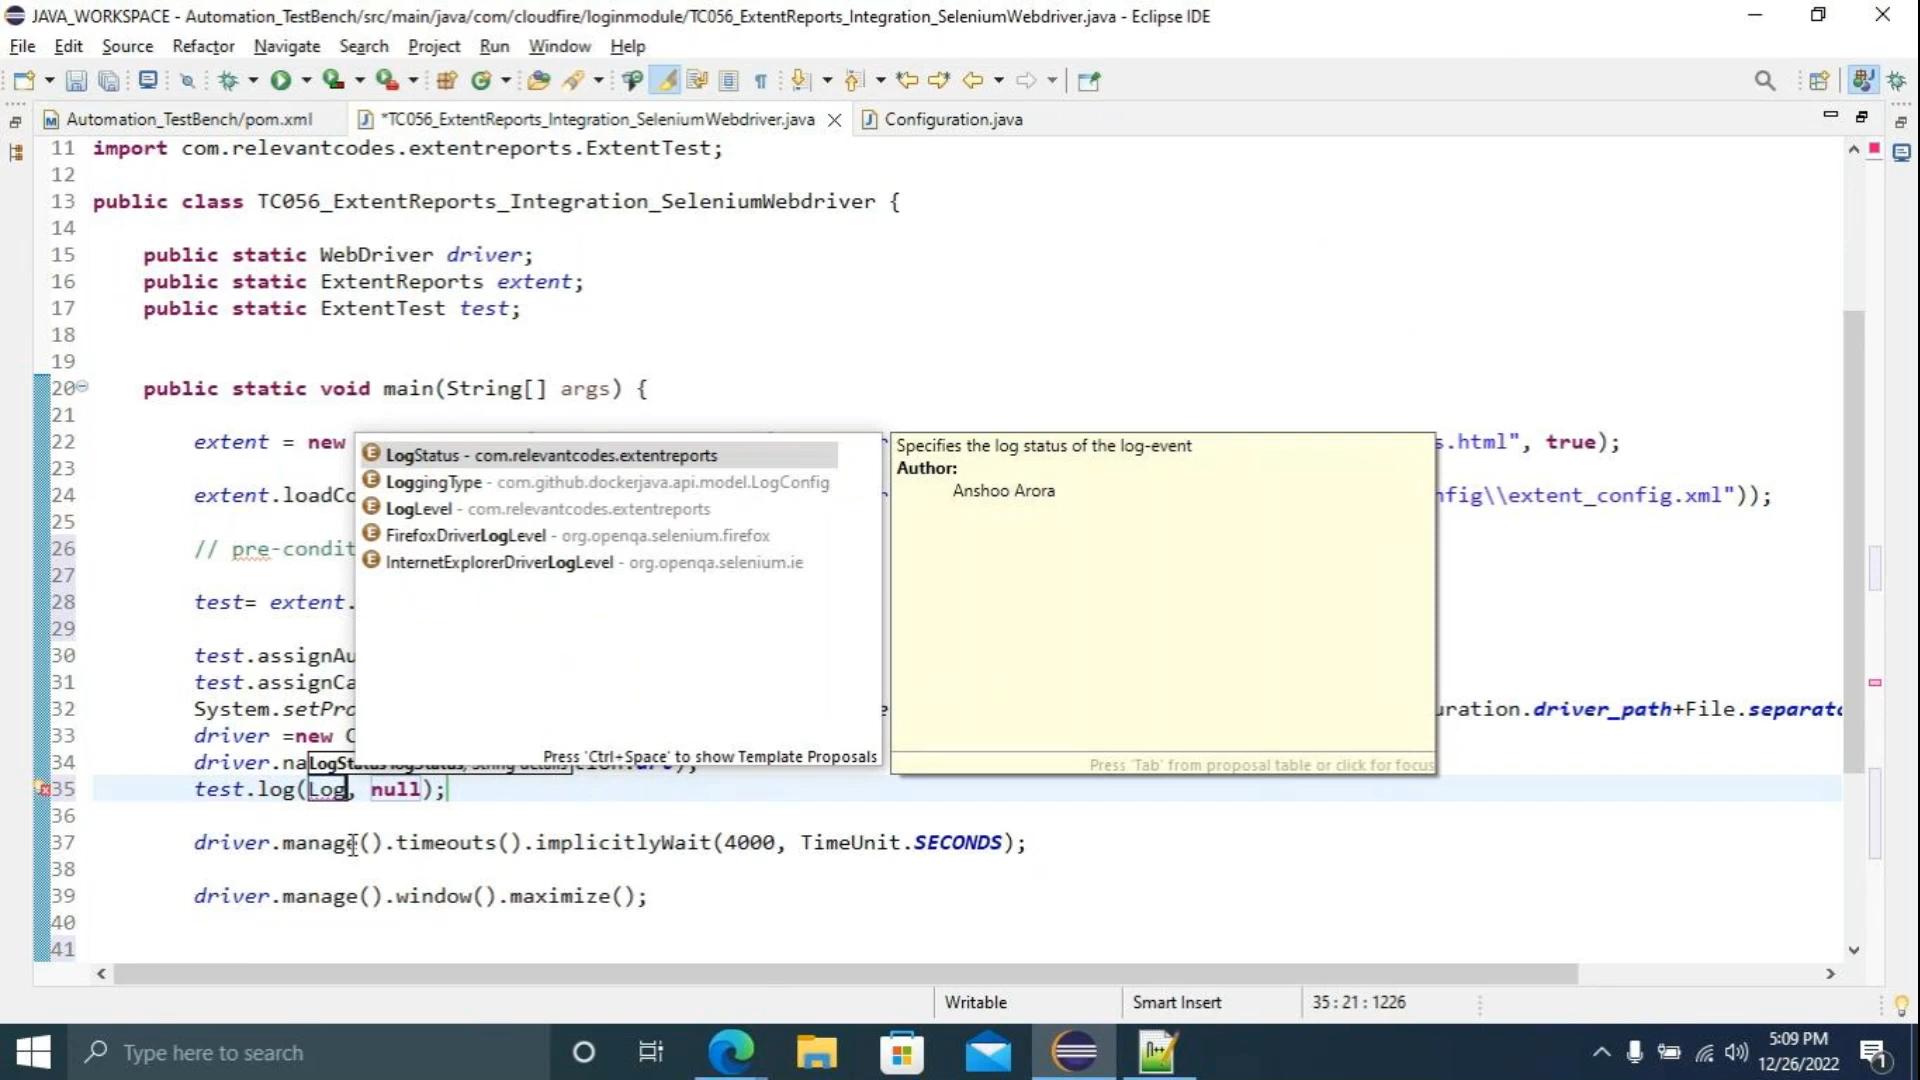 JAVA_WORKSPACE - Automation_TestBench/src/main/java/com/cloudfire/loginmodule/TC056_ExtentReports_Integration_SeleniumWebdriver.java - Eclipse IDE
File Edit Source Refactor Navigate Search Project Run Window Help
Automation_TestBench/pom.xml *TC056_ExtentReports_Integration_SeleniumWebdriver.java Configuration.java
11 import com.relevantcodes.extentreports.ExtentTest;
12
13 public class TC056_ExtentReports_Integration_SeleniumWebdriver {
14
15 public static WebDriver driver;
16 public static ExtentReports extent;
17 public static ExtentTest test;
18
19
20 public static void main(String[] args) {
21
22 extent = new s.html", true);
23
24 extent.loadCo nfig\\extent_config.xml"));
25
26 // pre-condit
27
28 test= extent.
29
30 test.assignAu
31 test.assignCa
32 System.setPro uration.driver_path+File.separato
33 driver =new C
34 driver.na
35 test.log(Log, null);
36
37 driver.manage().timeouts().implicitlyWait(4000, TimeUnit.SECONDS);
38
39 driver.manage().window().maximize();
40
41
LogStatus - com.relevantcodes.extentreports
LoggingType - com.github.dockerjava.api.model.LogConfig
LogLevel - com.relevantcodes.extentreports
FirefoxDriverLogLevel - org.openqa.selenium.firefox
InternetExplorerDriverLogLevel - org.openqa.selenium.ie
Press 'Ctrl+Space' to show Template Proposals
Specifies the log status of the log-event
Author:
Anshoo Arora
Press 'Tab' from proposal table or click for focus
Writable Smart Insert 35 : 21 : 1226
Type here to search
5:09 PM
12/26/2022
1